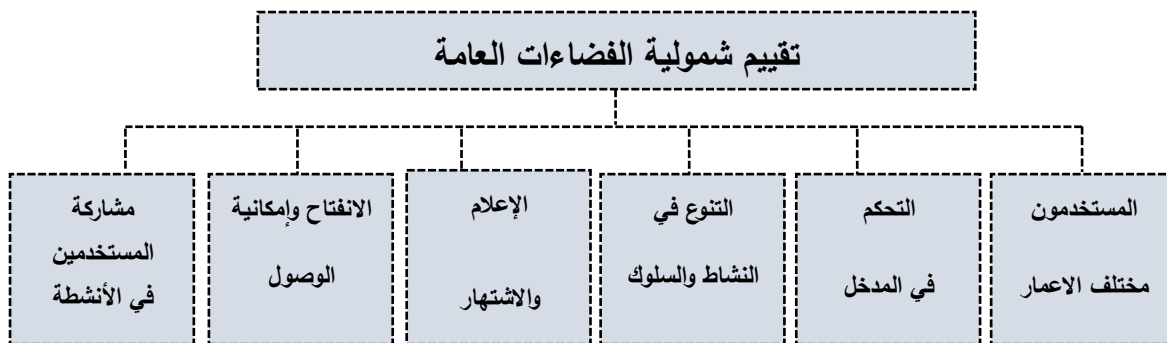 تقييم شمولية الفضاءات العامة
المستخدمون
مختلف الاعمار
التحكم
في المدخل
التنوع في
النشاط والسلوك
الإعلام
والاشتهار
الانفتاح وإمكانية
الوصول
مشاركة
المستخدمين
في الأنشطة